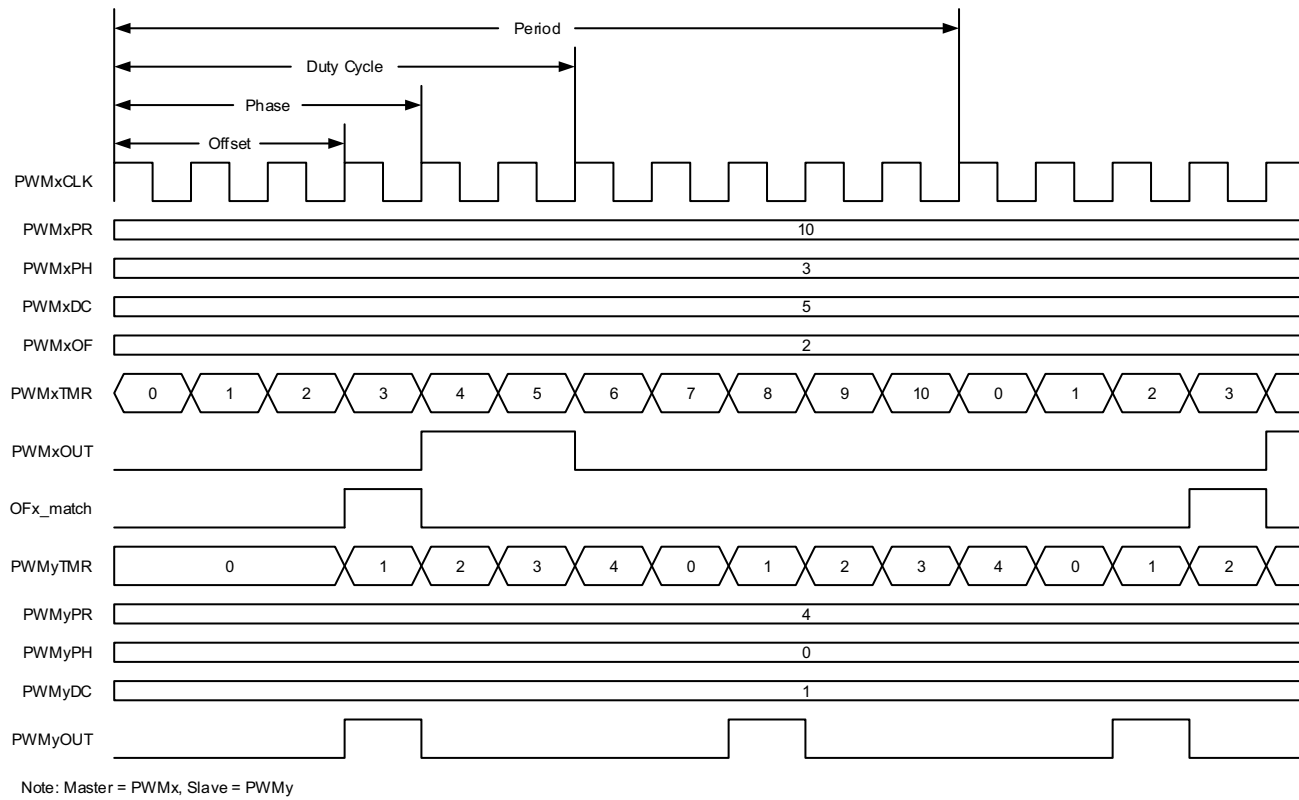 Period
Duty Cycle
Phase
Offset
PWMxCLK
PWMxPR 10
PWMxPH 3
PWMxDC 5
PWMxOF 2
PWMxTMR 0 1 2 3 4 5 6 7 8 9 10 0 1 2 3
PWMxOUT
OFx_match
PWMyTMR 0 1 2 3 4 0 1 2 3 4 0 1 2
PWMyPR 4
PWMyPH 0
PWMyDC 1
PWMyOUT
Note: Master = PWMx, Slave = PWMy